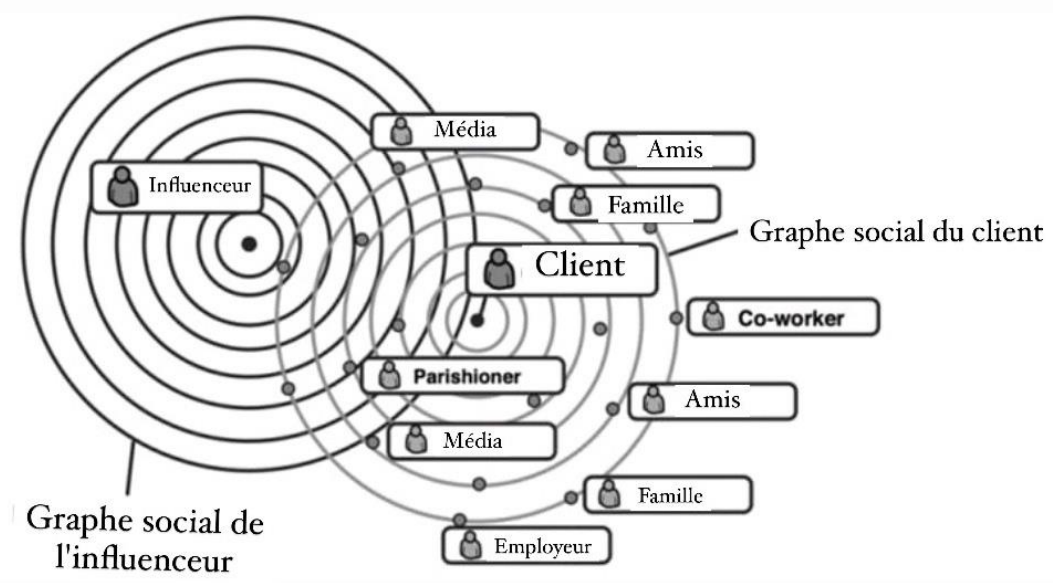 Média
Amis
Influenceur
Famille
Graphe social du client
Client
Co-worker
Parishioner
Amis
Média
Famille
Graphe social de
l'influenceur
Employeur